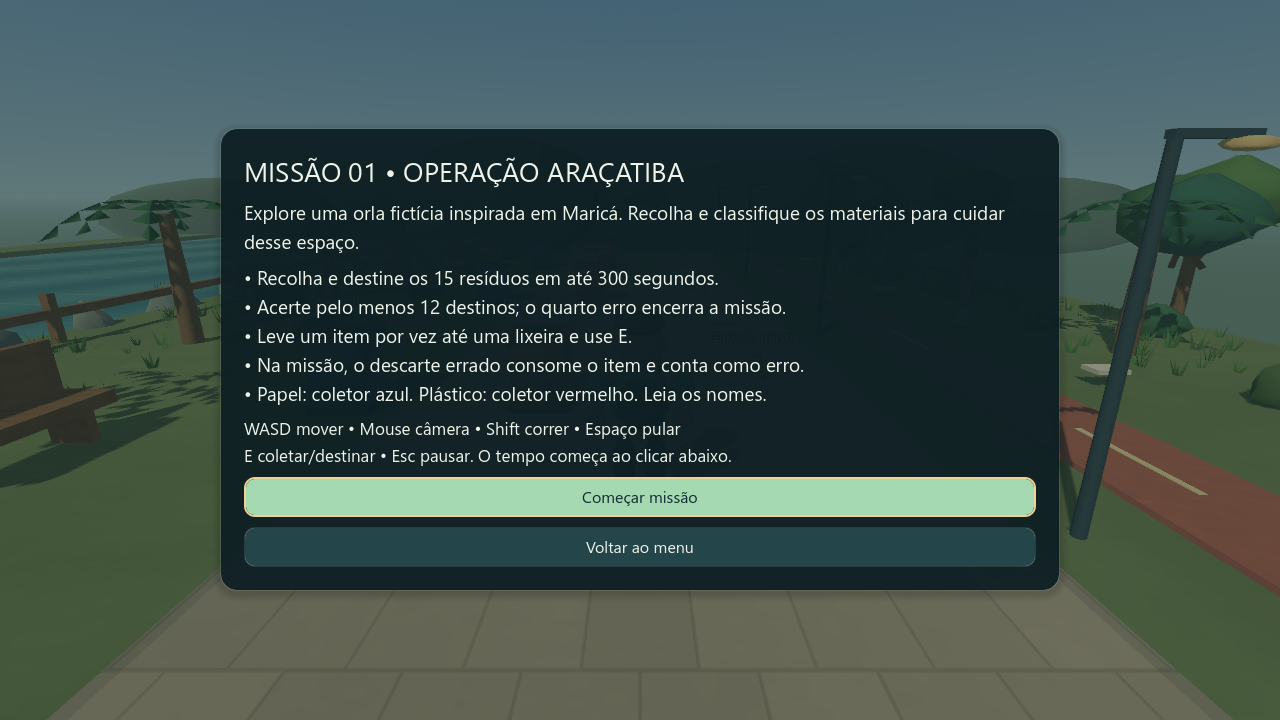 MISSÃO 01 • OPERAÇÃO ARAÇATIBA
Explore uma orla fictícia inspirada em Maricá. Recolha e classifique os materiais para cuidar
desse espaço.
• Recolha e destine os 15 resíduos em até 300 segundos.
• Acerte pelo menos 12 destinos; o quarto erro encerra a missão.
• Leve um item por vez até uma lixeira e use E.
• Na missão, o descarte errado consome o item e conta como erro.
• Papel: coletor azul. Plástico: coletor vermelho. Leia os nomes.
WASD mover • Mouse câmera • Shift correr • Espaço pular
E coletar/destinar • Esc pausar. O tempo começa ao clicar abaixo.
Começar missão
Voltar ao menu